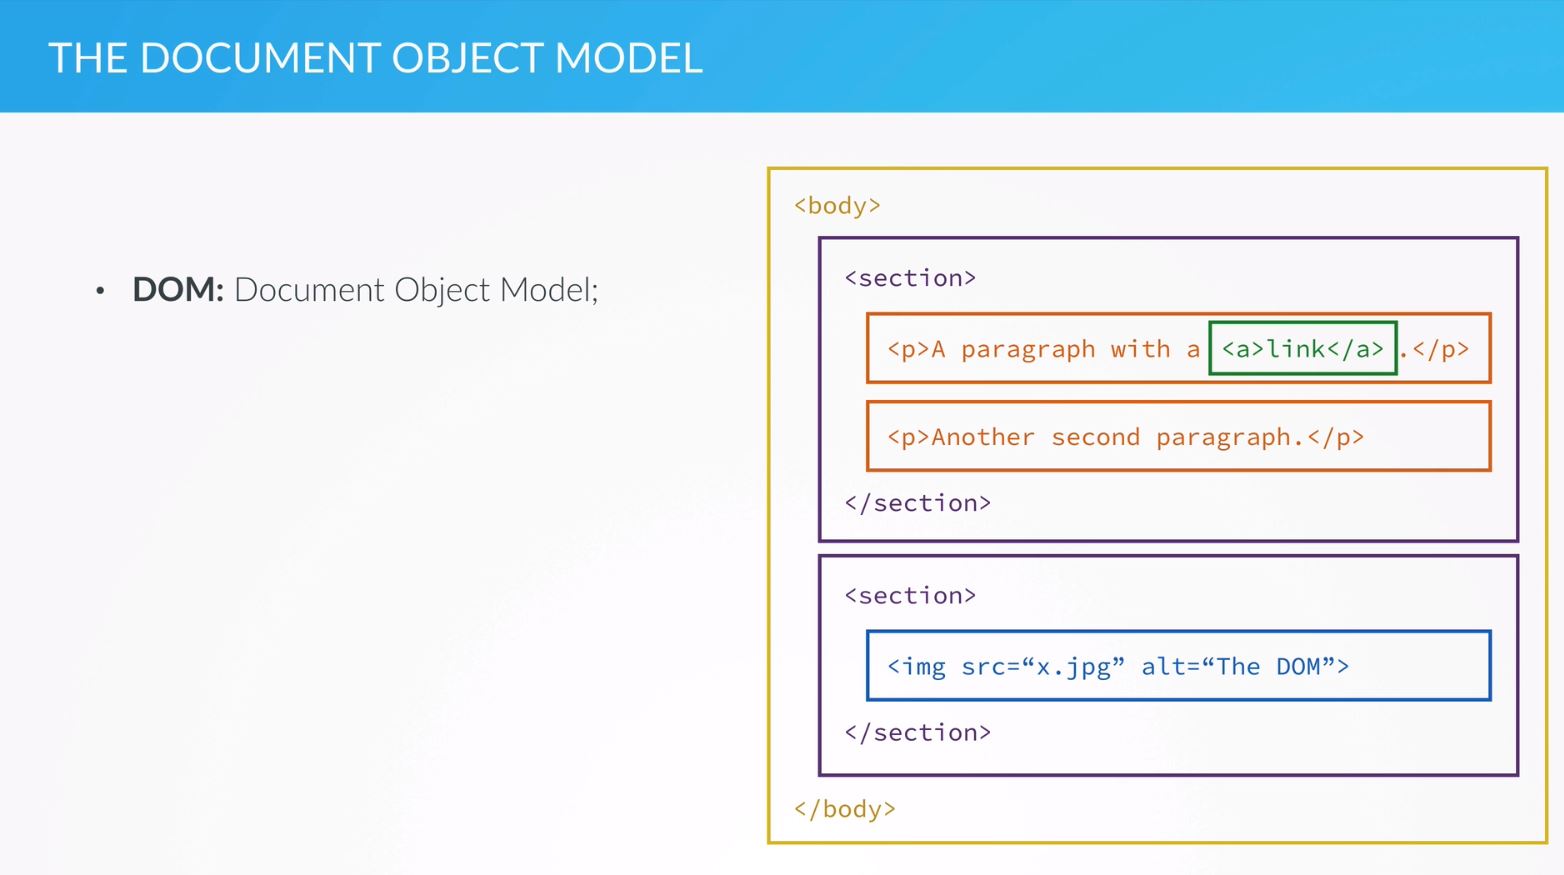 THE DOCUMENT OBJECT MODEL
• DOM: Document Object Model;
<body>
<section>
<p>A paragraph with a <a>link</a>.</p>
<p>Another second paragraph.</p>
</section>
<section>
<img src=“x.jpg” alt=“The DOM”>
</section>
</body>